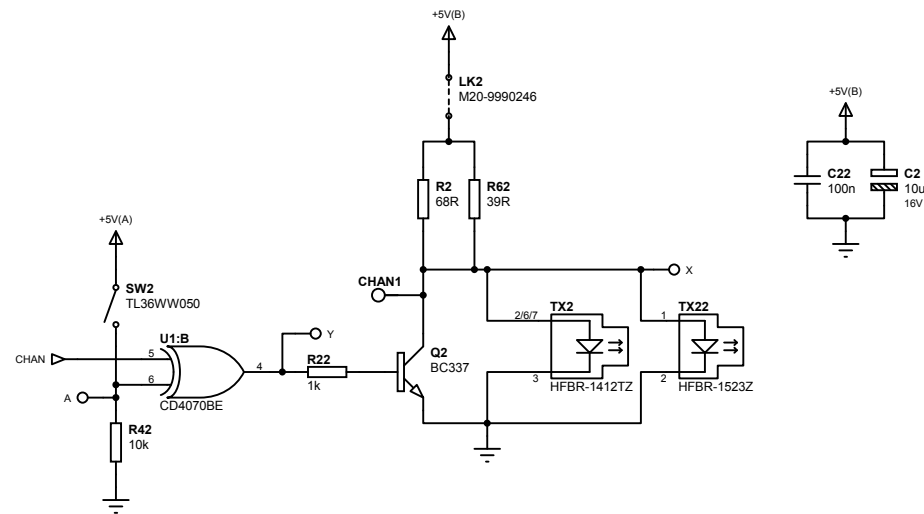 +5V(B)
LK2
M20-9990246
+5V(B)
R2
68R
R62
39R
C22
100n
C2
10u
16V
+5V(A)
SW2
TL36WW050
CHAN1
X
TX2
2/6/7
3
HFBR-1412TZ
TX22
1
2
HFBR-1523Z
U1:B
CHAN
5
6
4
CD4070BE
Y
R22
1k
Q2
BC337
A
R42
10k